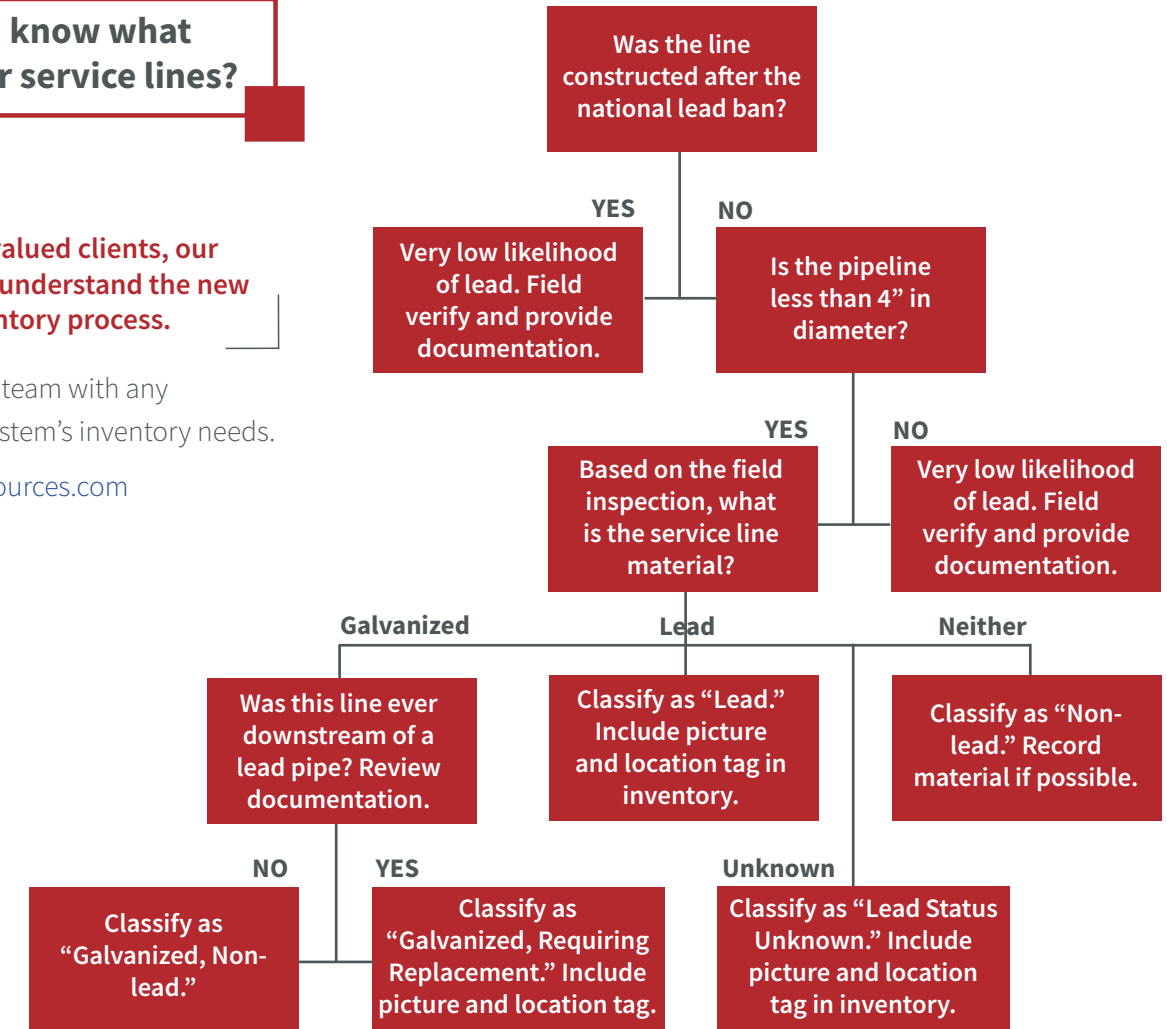 know what
r service lines?
valued clients, our
understand the new
ntory process.
team with any
stem's inventory needs.
ources.com
Was the line
constructed after the
national lead ban?
YES
NO
Very low likelihood
of lead. Field
verify and provide
documentation.
Is the pipeline
less than 4” in
diameter?
YES
NO
Based on the field
inspection, what
is the service line
material?
Very low likelihood
of lead. Field
verify and provide
documentation.
Galvanized
Lead
Neither
Was this line ever
downstream of a
lead pipe? Review
documentation.
Classify as “Lead.”
Include picture
and location tag in
inventory.
Classify as “Non-
lead.” Record
material if possible.
NO
YES
Unknown
Classify as
“Galvanized, Non-
lead.”
Classify as
“Galvanized, Requiring
Replacement.” Include
picture and location tag.
Classify as “Lead Status
Unknown.” Include
picture and location
tag in inventory.